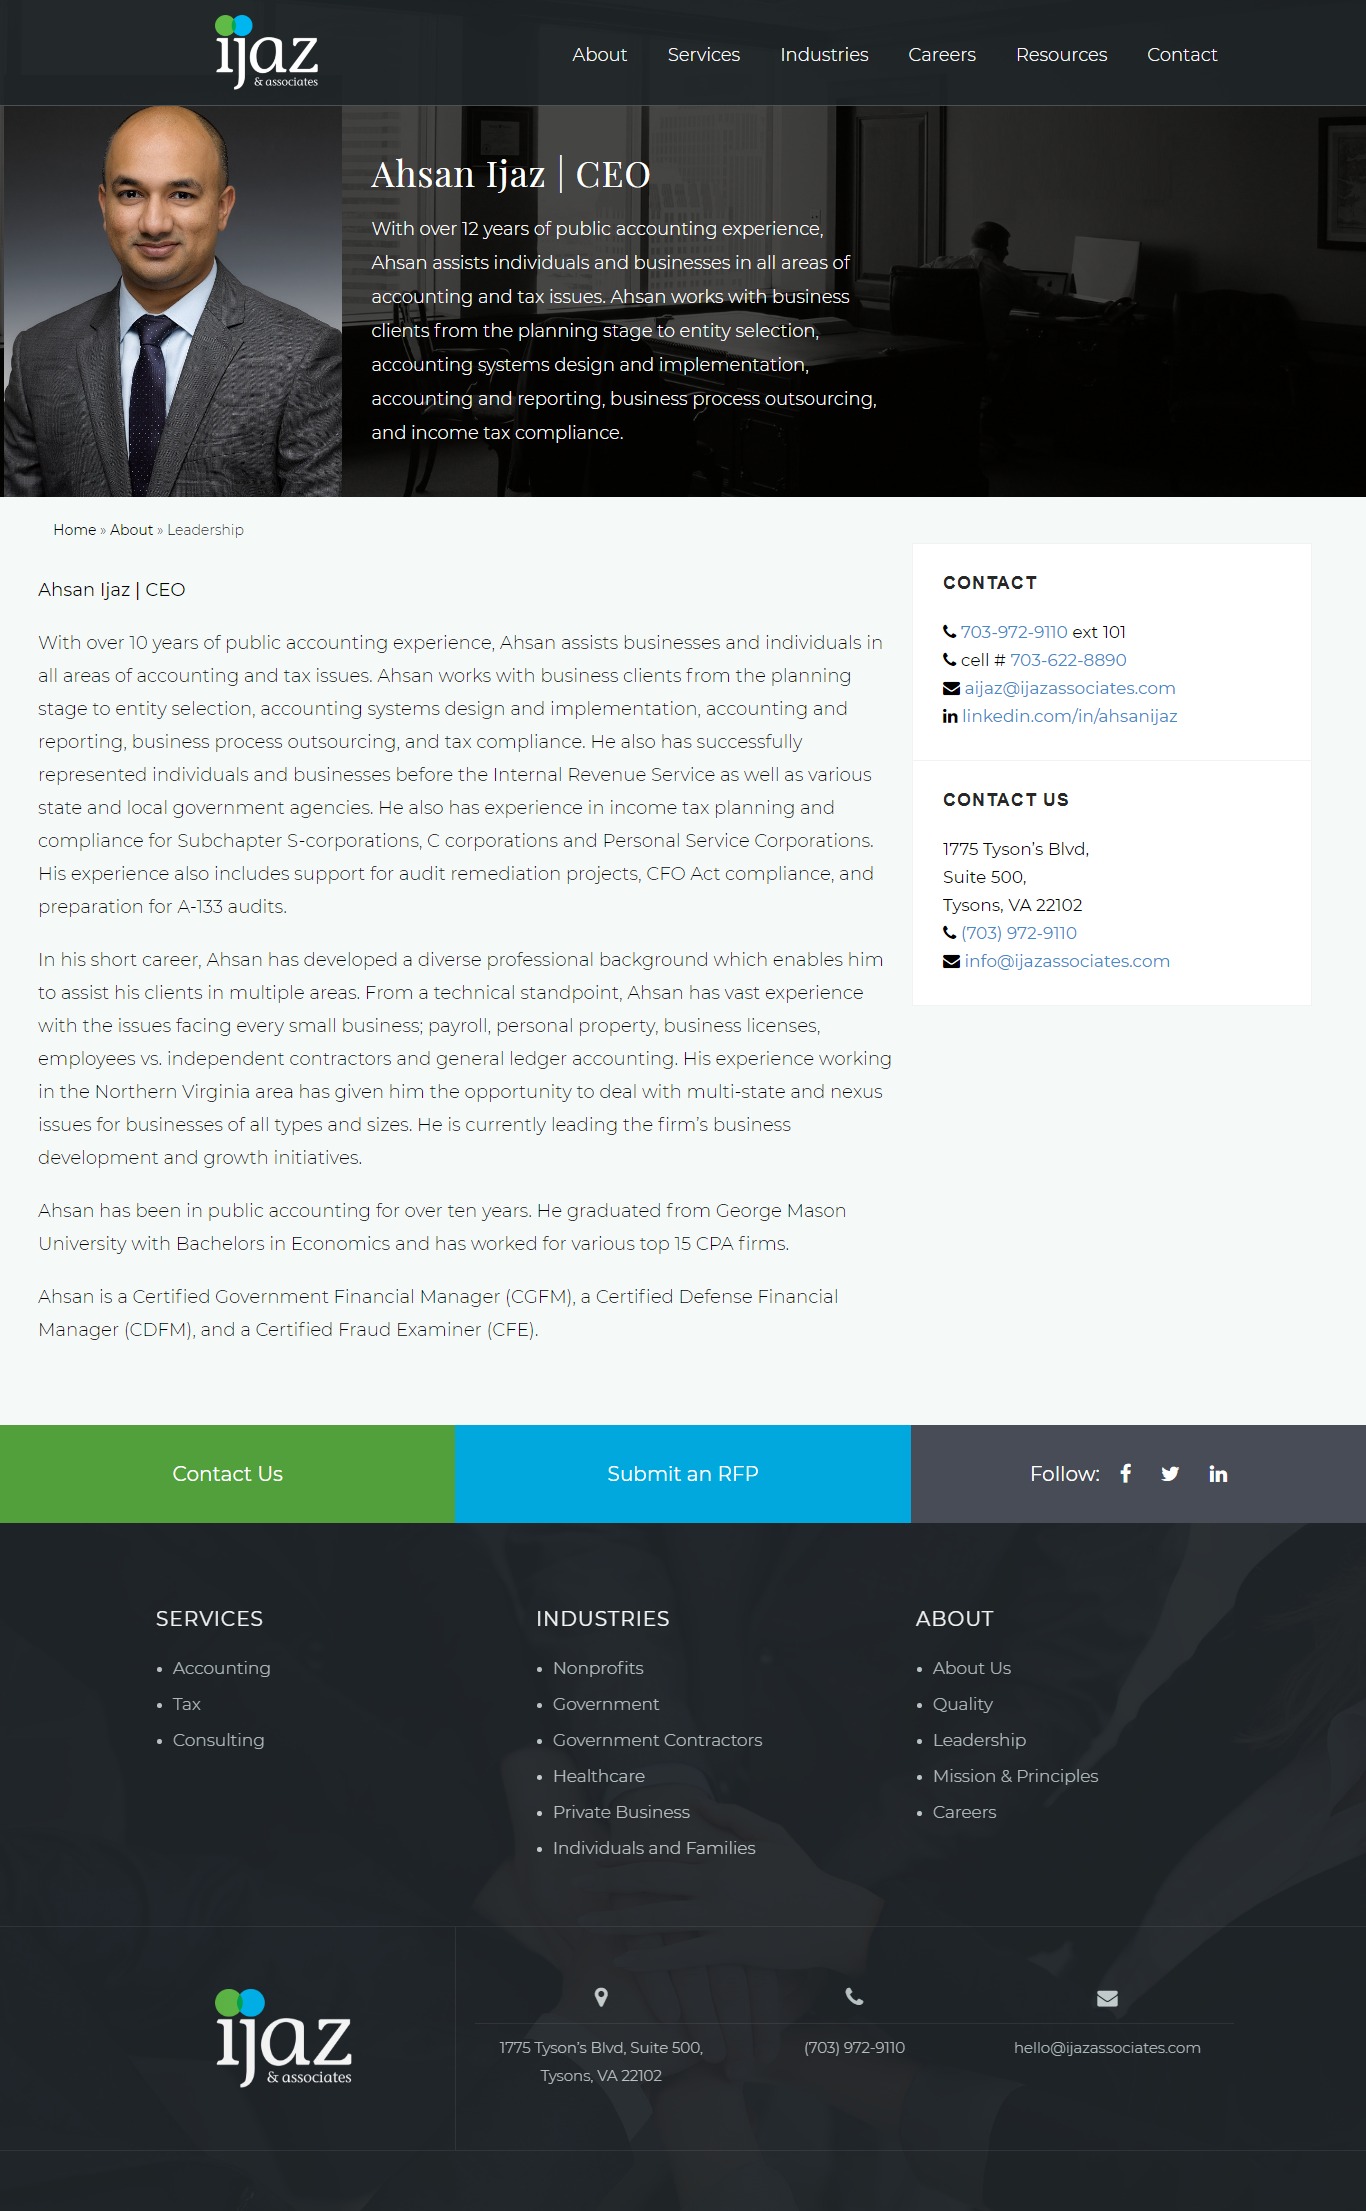 ijaz
& associates
About Services Industries Careers Resources Contact
Ahsan Ijaz | CEO
With over 12 years of public accounting experience,
Ahsan assists individuals and businesses in all areas of
accounting and tax issues. Ahsan works with business
clients from the planning stage to entity selection,
accounting systems design and implementation,
accounting and reporting, business process outsourcing,
and income tax compliance.
Home » About » Leadership
Ahsan Ijaz | CEO
With over 10 years of public accounting experience, Ahsan assists businesses and individuals in
all areas of accounting and tax issues. Ahsan works with business clients from the planning
stage to entity selection, accounting systems design and implementation, accounting and
reporting, business process outsourcing, and tax compliance. He also has successfully
represented individuals and businesses before the Internal Revenue Service as well as various
state and local government agencies. He also has experience in income tax planning and
compliance for Subchapter S-corporations, C corporations and Personal Service Corporations.
His experience also includes support for audit remediation projects, CFO Act compliance, and
preparation for A-133 audits.
In his short career, Ahsan has developed a diverse professional background which enables him
to assist his clients in multiple areas. From a technical standpoint, Ahsan has vast experience
with the issues facing every small business; payroll, personal property, business licenses,
employees vs. independent contractors and general ledger accounting. His experience working
in the Northern Virginia area has given him the opportunity to deal with multi-state and nexus
issues for businesses of all types and sizes. He is currently leading the firm's business
development and growth initiatives.
Ahsan has been in public accounting for over ten years. He graduated from George Mason
University with Bachelors in Economics and has worked for various top 15 CPA firms.
Ahsan is a Certified Government Financial Manager (CGFM), a Certified Defense Financial
Manager (CDFM), and a Certified Fraud Examiner (CFE).
CONTACT
703-972-9110 ext 101
cell # 703-622-8890
aijaz@ijazassociates.com
linkedin.com/in/ahsanijaz
CONTACT US
1775 Tyson's Blvd,
Suite 500,
Tysons, VA 22102
(703) 972-9110
info@ijazassociates.com
Contact Us
Submit an RFP
Follow:
SERVICES
• Accounting
• Tax
• Consulting
INDUSTRIES
• Nonprofits
• Government
• Government Contractors
• Healthcare
• Private Business
• Individuals and Families
ABOUT
• About Us
• Quality
• Leadership
• Mission & Principles
• Careers
ijaz
& associates
1775 Tyson's Blvd, Suite 500,
Tysons, VA 22102
(703) 972-9110
hello@ijazassociates.com